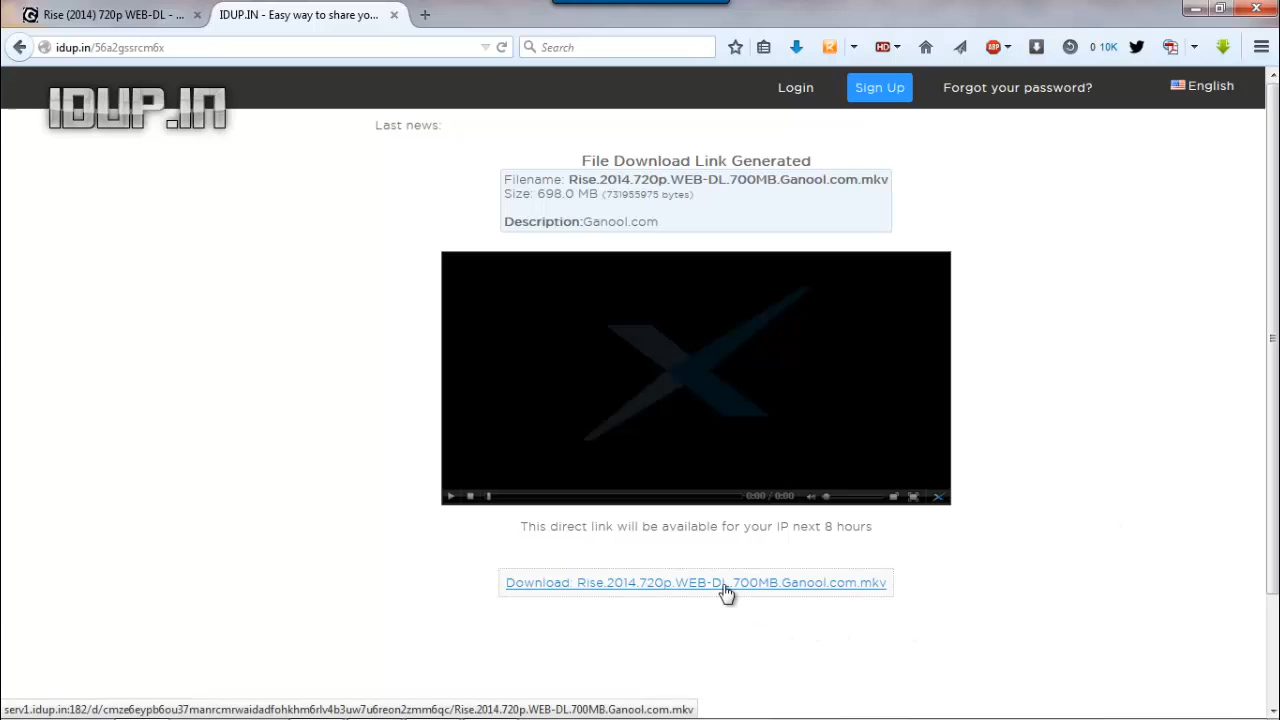 Rise (2014) 720p WEB-DL - ...
IDUP.IN - Easy way to share yo...
idup.in/56a2gssrcm6x
Search
HD
ABP
0 10K
IDUP.IN
Login
Sign Up
Forgot your password?
English
Last news:
File Download Link Generated
Filename: Rise.2014.720p.WEB-DL.700MB.Ganool.com.mkv
Size: 698.0 MB (731955975 bytes)
Description:Ganool.com
0:00 / 0:00
This direct link will be available for your IP next 8 hours
Download: Rise.2014.720p.WEB-DL.700MB.Ganool.com.mkv
serv1.idup.in:182/d/cmze6eypb6ou37manrcmrwaidadfohkhm6rlv4b3uw7u6reon2zmm6qc/Rise.2014.720p.WEB-DL.700MB.Ganool.com.mkv